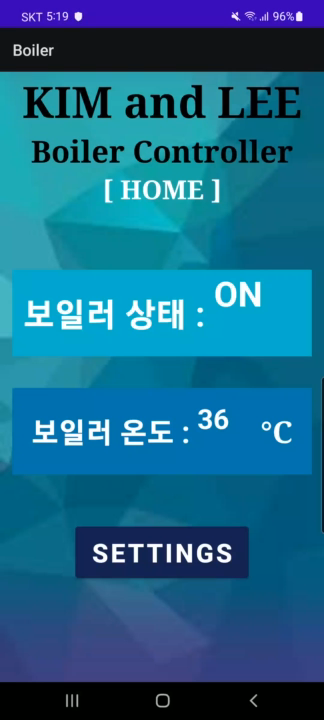 SKT 5:19 96%
Boiler
KIM and LEE
Boiler Controller
[ HOME ]
보일러 상태 : ON
보일러 온도 : 36 °C
SETTINGS